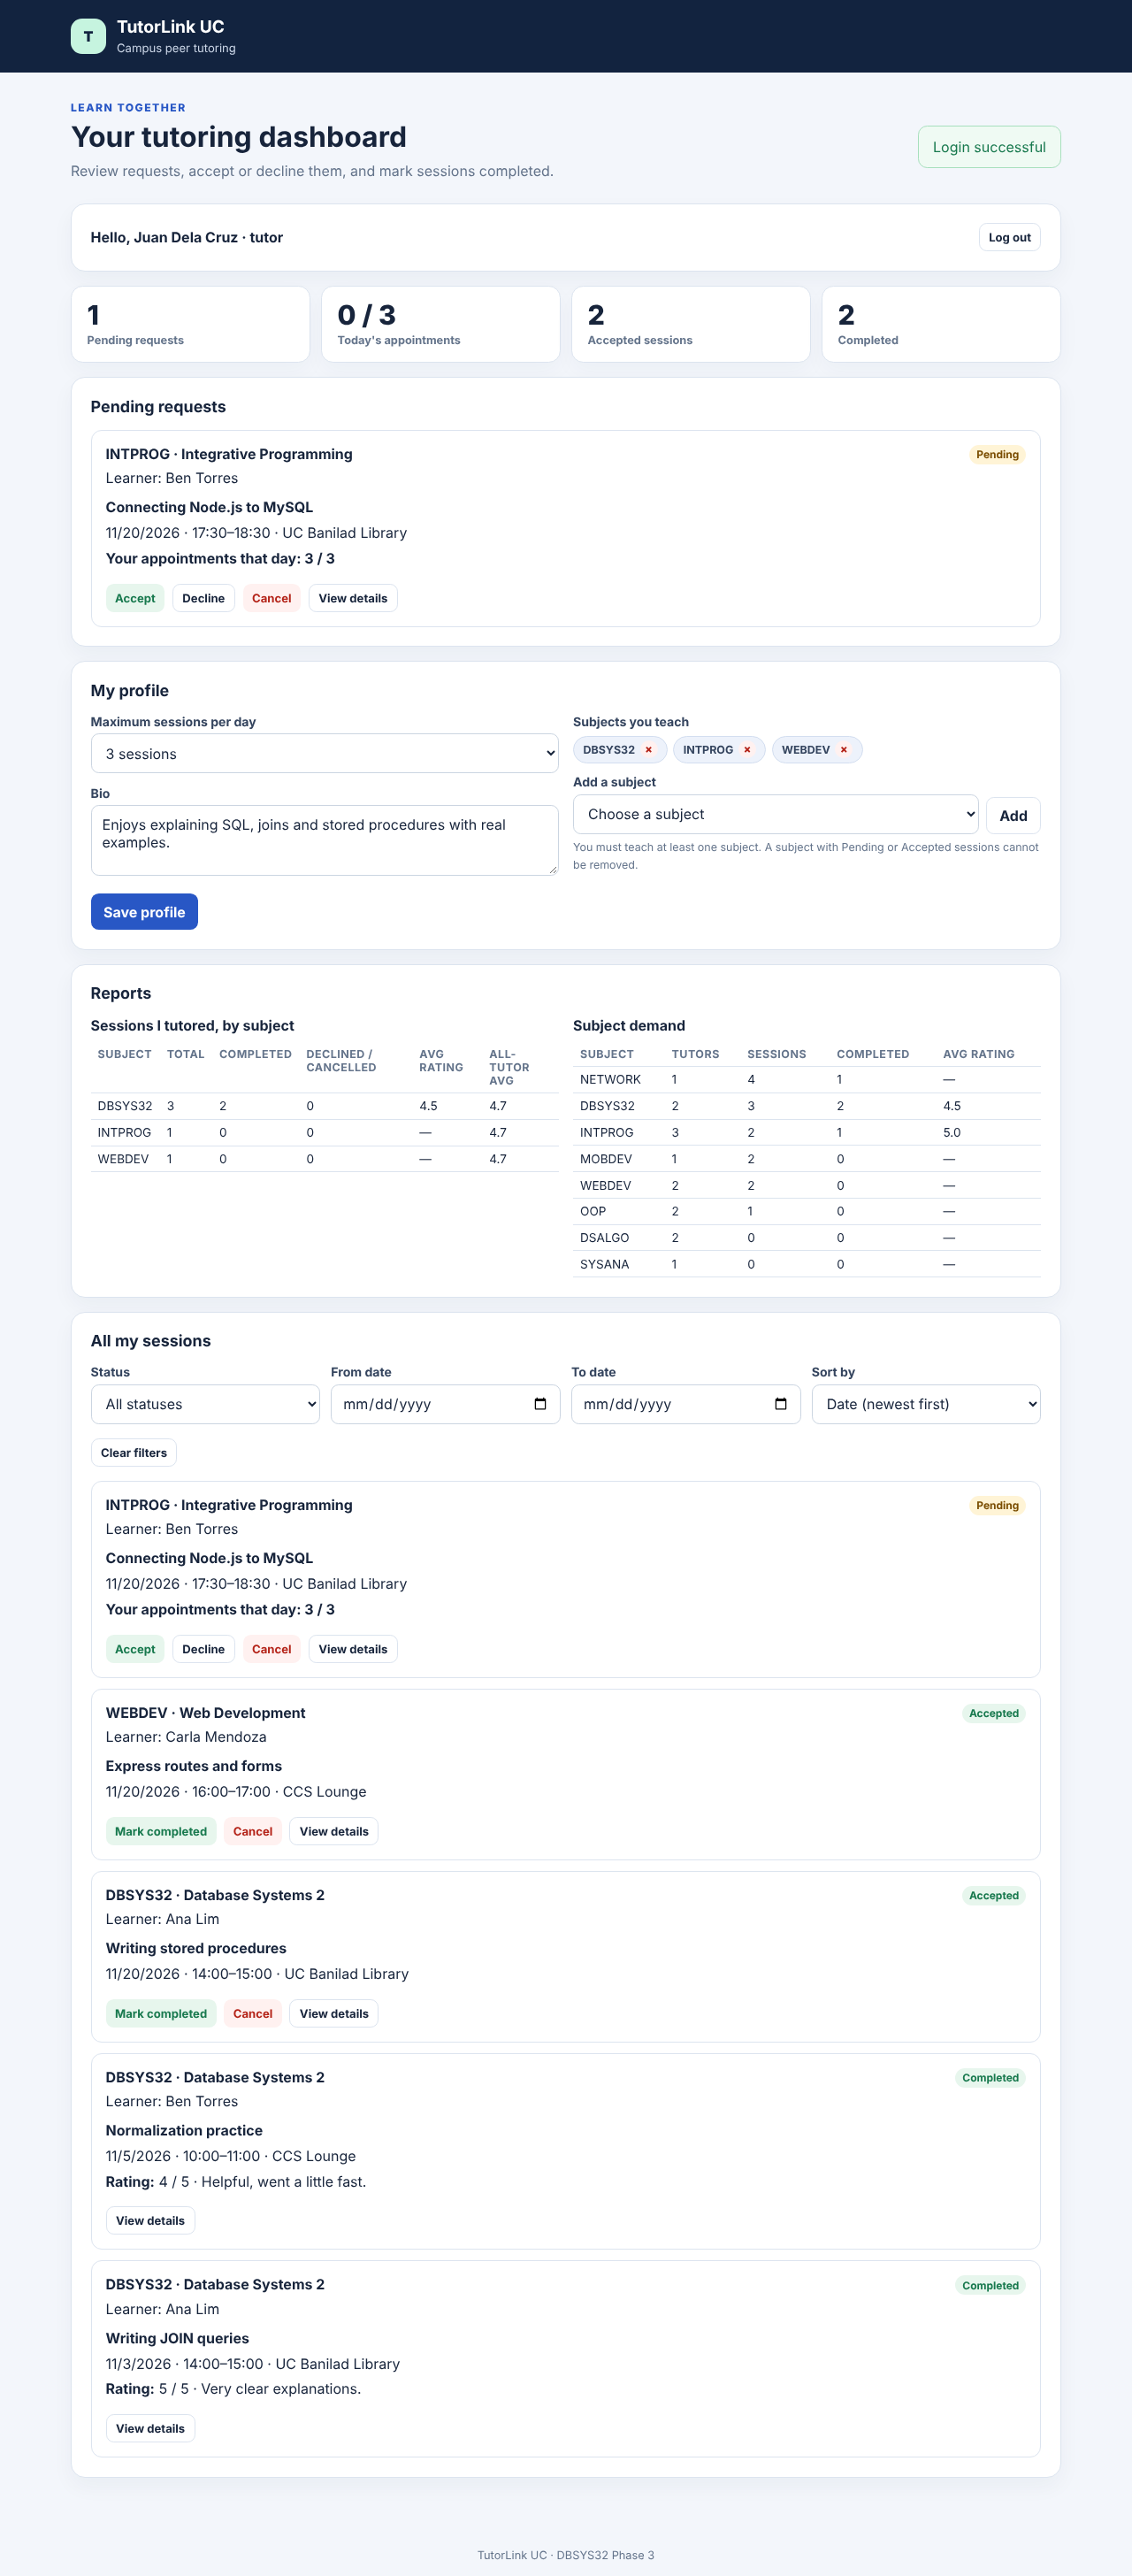 T
TutorLink UC
Campus peer tutoring
LEARN TOGETHER
Your tutoring dashboard
Review requests, accept or decline them, and mark sessions completed.
Login successful
Hello, Juan Dela Cruz · tutor
Log out
1
Pending requests
0 / 3
Today's appointments
2
Accepted sessions
2
Completed
Pending requests
INTPROG · Integrative Programming
Pending
Learner: Ben Torres
Connecting Node.js to MySQL
11/20/2026 · 17:30–18:30 · UC Banilad Library
Your appointments that day: 3 / 3
Accept Decline Cancel View details
My profile
Maximum sessions per day
3 sessions
Bio
Enjoys explaining SQL, joins and stored procedures with real
examples.
Save profile
Subjects you teach
DBSYS32 × INTPROG × WEBDEV ×
Add a subject
Choose a subject
Add
You must teach at least one subject. A subject with Pending or Accepted sessions cannot
be removed.
Reports
Sessions I tutored, by subject
SUBJECT TOTAL COMPLETED DECLINED / CANCELLED AVG RATING ALL-TUTOR AVG
DBSYS32 3 2 0 4.5 4.7
INTPROG 1 0 0 — 4.7
WEBDEV 1 0 0 — 4.7
Subject demand
SUBJECT TUTORS SESSIONS COMPLETED AVG RATING
NETWORK 1 4 1 —
DBSYS32 2 3 2 4.5
INTPROG 3 2 1 5.0
MOBDEV 1 2 0 —
WEBDEV 2 2 0 —
OOP 2 1 0 —
DSALGO 2 0 0 —
SYSANA 1 0 0 —
All my sessions
Status From date To date Sort by
All statuses mm/dd/yyyy mm/dd/yyyy Date (newest first)
Clear filters
INTPROG · Integrative Programming
Pending
Learner: Ben Torres
Connecting Node.js to MySQL
11/20/2026 · 17:30–18:30 · UC Banilad Library
Your appointments that day: 3 / 3
Accept Decline Cancel View details
WEBDEV · Web Development
Accepted
Learner: Carla Mendoza
Express routes and forms
11/20/2026 · 16:00–17:00 · CCS Lounge
Mark completed Cancel View details
DBSYS32 · Database Systems 2
Accepted
Learner: Ana Lim
Writing stored procedures
11/20/2026 · 14:00–15:00 · UC Banilad Library
Mark completed Cancel View details
DBSYS32 · Database Systems 2
Completed
Learner: Ben Torres
Normalization practice
11/5/2026 · 10:00–11:00 · CCS Lounge
Rating: 4 / 5 · Helpful, went a little fast.
View details
DBSYS32 · Database Systems 2
Completed
Learner: Ana Lim
Writing JOIN queries
11/3/2026 · 14:00–15:00 · UC Banilad Library
Rating: 5 / 5 · Very clear explanations.
View details
TutorLink UC · DBSYS32 Phase 3